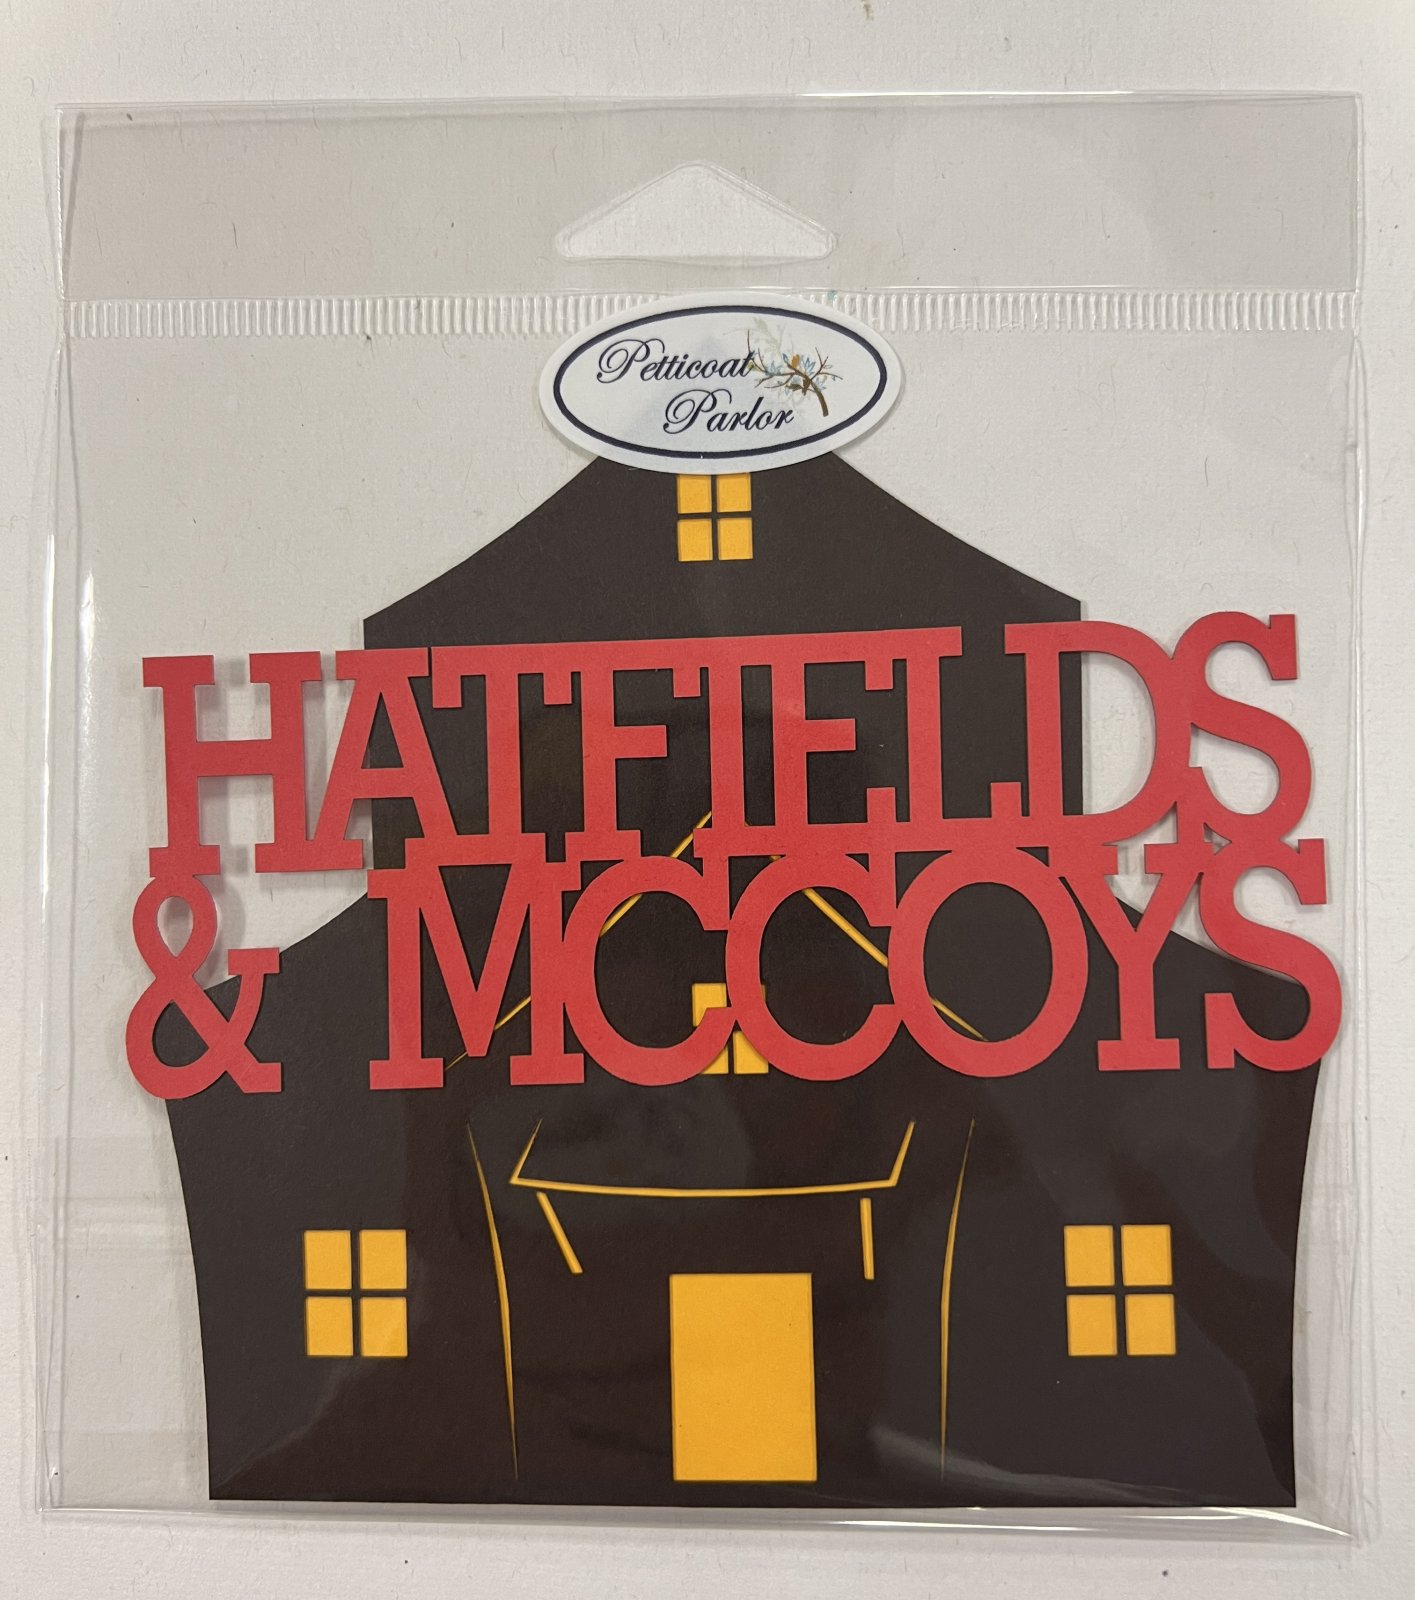 Petticoat
Parlor
HATFIELDS
& MCCOYS